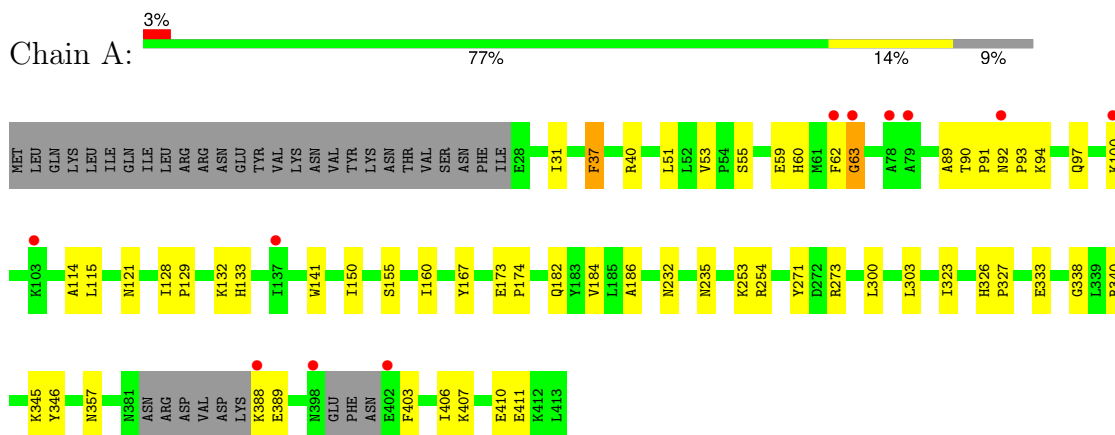 3%
Chain A:
77% 14% 9%
MET LEU GLN LYS LEU ILE ILE GLN ILE LEU ARG ARG ASN GLU TYR VAL LYS ASN VAL TYR LYS ASN THR VAL SER ASN PHE ILE E28 I31 F37 R40 L51 L52 V53 P54 S55 E59 H60 M61 F62 G63 A78 A79 A89 T90 P91 N92 P93 K94 Q97 K100
K103 A114 L115 N121 I128 P129 K132 H133 I137 W141 I150 S155 I160 Y167 E173 P174 Q182 Y183 V184 L185 A186 N232 N235 K253 R254 Y271 D272 R273 L300 L303 I323 H326 P327 E333 G338 L339
K345 Y346 N357 N381 ASN ARG ASP VAL ASP LYS K388 E389 N398 GLU PHE ASN E402 F403 I406 K407 E410 E411 K412 L413